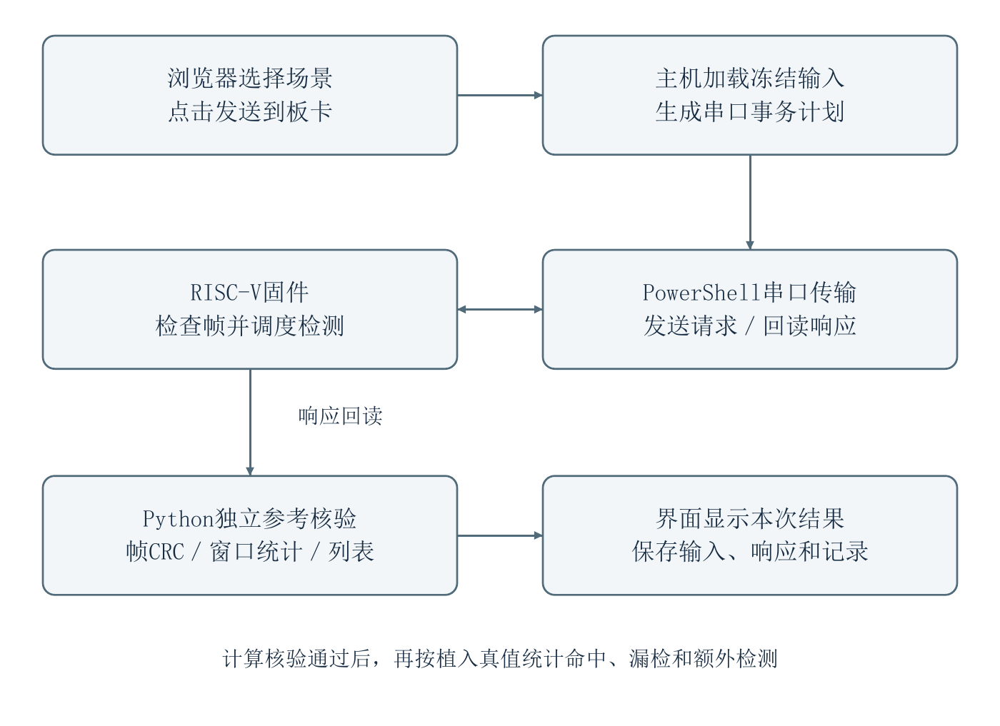 浏览器选择场景
点击发送到板卡
主机加载冻结输入
生成串口事务计划
RISC-V固件
检查帧并调度检测
PowerShell串口传输
发送请求 / 回读响应
响应回读
Python独立参考核验
帧CRC / 窗口统计 / 列表
界面显示本次结果
保存输入、响应和记录
计算核验通过后，再按植入真值统计命中、漏检和额外检测